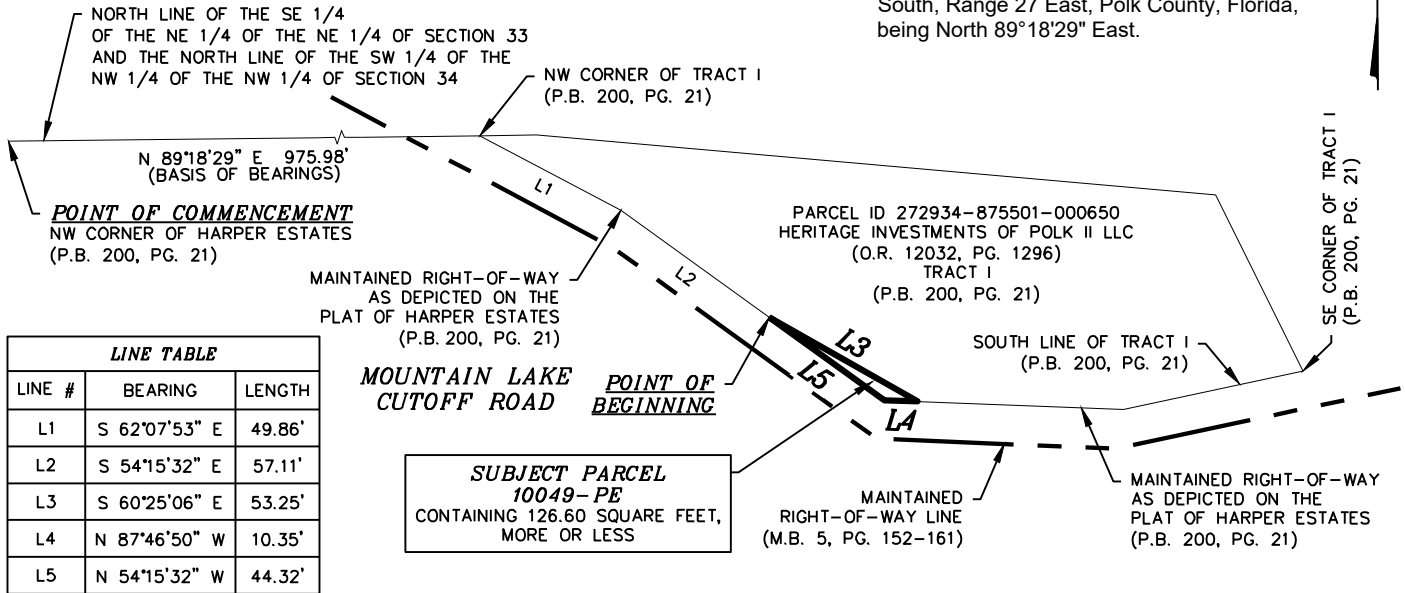 South, Range 27 East, Polk County, Florida,
being North 89°18'29" East.
NORTH LINE OF THE SE 1/4
OF THE NE 1/4 OF THE NE 1/4 OF SECTION 33
AND THE NORTH LINE OF THE SW 1/4 OF THE
NW 1/4 OF THE NW 1/4 OF SECTION 34
NW CORNER OF TRACT I
(P.B. 200, PG. 21)
N 89°18'29" E 975.98'
(BASIS OF BEARINGS)
POINT OF COMMENCEMENT
NW CORNER OF HARPER ESTATES
(P.B. 200, PG. 21)
L1
L2
PARCEL ID 272934-875501-000650
HERITAGE INVESTMENTS OF POLK II LLC
(O.R. 12032, PG. 1296)
TRACT I
(P.B. 200, PG. 21)
SE CORNER OF TRACT I
(P.B. 200, PG. 21)
MAINTAINED RIGHT-OF-WAY
AS DEPICTED ON THE
PLAT OF HARPER ESTATES
(P.B. 200, PG. 21)
SOUTH LINE OF TRACT I
(P.B. 200, PG. 21)
MOUNTAIN LAKE
CUTOFF ROAD
POINT OF
BEGINNING
L3
L5
L4
LINE TABLE
LINE # BEARING LENGTH
L1 S 62°07'53" E 49.86'
L2 S 54°15'32" E 57.11'
L3 S 60°25'06" E 53.25'
L4 N 87°46'50" W 10.35'
L5 N 54°15'32" W 44.32'
SUBJECT PARCEL
10049-PE
CONTAINING 126.60 SQUARE FEET,
MORE OR LESS
MAINTAINED
RIGHT-OF-WAY LINE
(M.B. 5, PG. 152-161)
MAINTAINED RIGHT-OF-WAY
AS DEPICTED ON THE
PLAT OF HARPER ESTATES
(P.B. 200, PG. 21)